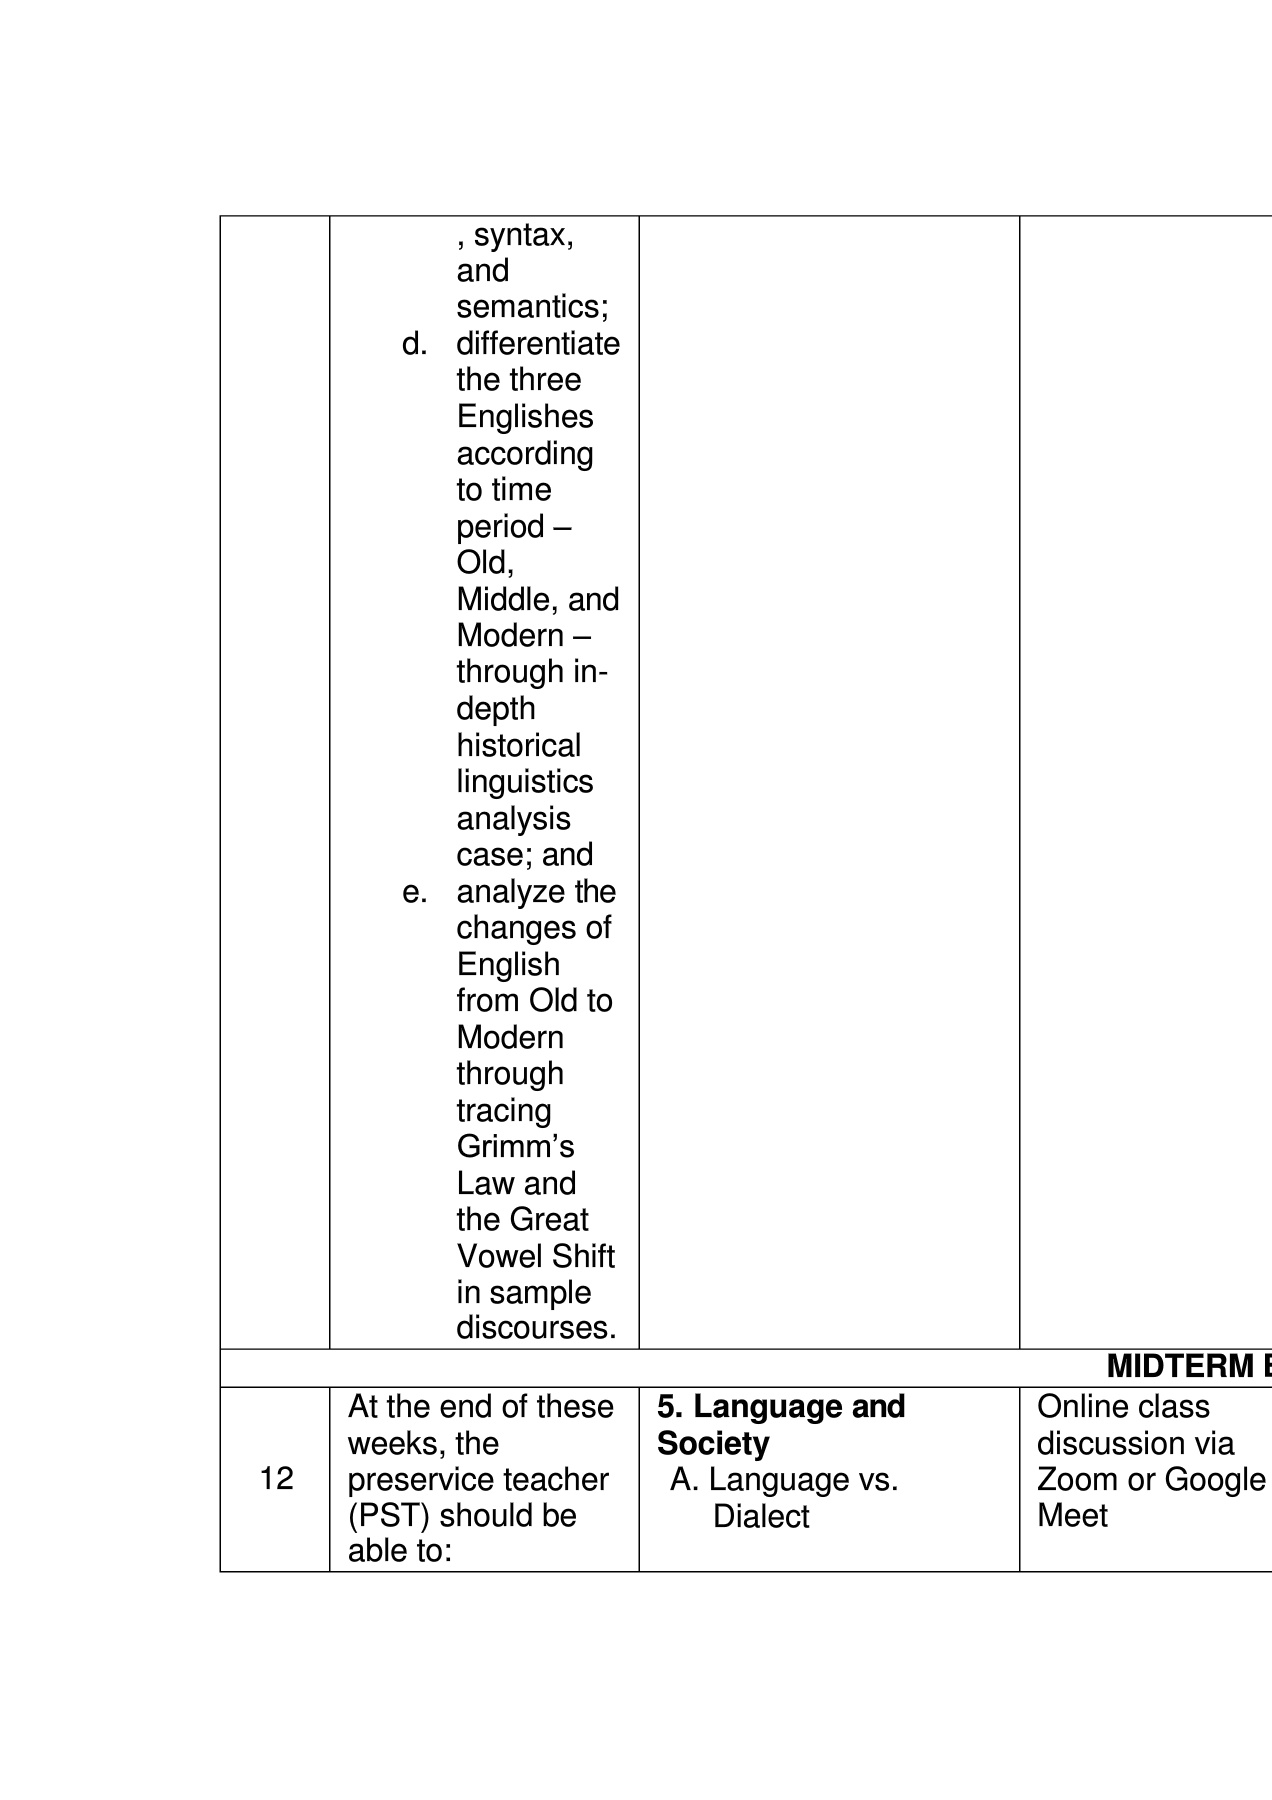 , syntax,
and
semantics;
d. differentiate
the three
Englishes
according
to time
period –
Old,
Middle, and
Modern –
through in-
depth
historical
linguistics
analysis
case; and
e. analyze the
changes of
English
from Old to
Modern
through
tracing
Grimm’s
Law and
the Great
Vowel Shift
in sample
discourses.
MIDTERM E
12
At the end of these
weeks, the
preservice teacher
(PST) should be
able to:
5. Language and
Society
A. Language vs.
Dialect
Online class
discussion via
Zoom or Google
Meet